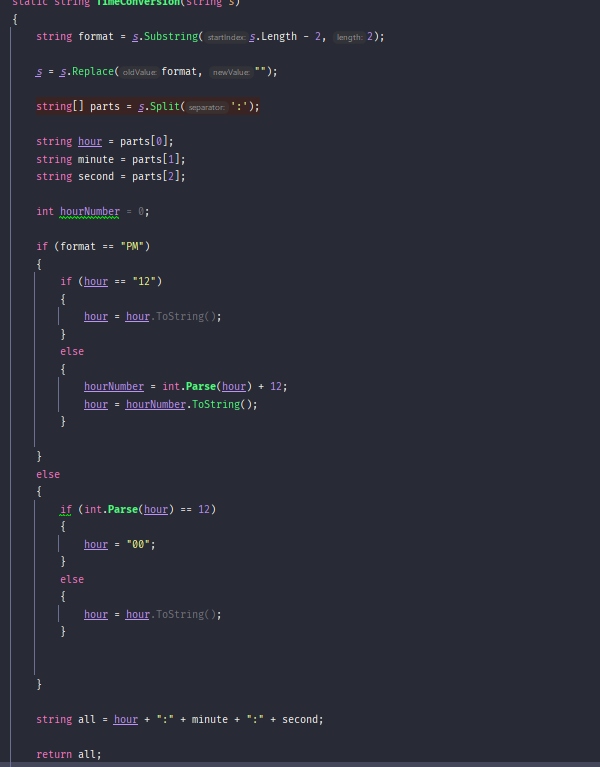 static string TimeConversion(string s)
{
string format = s.Substring( startIndex: s.Length - 2, length: 2);
s = s.Replace( oldValue: format, newValue: "");
string[] parts = s.Split( separator: ':');
string hour = parts[0];
string minute = parts[1];
string second = parts[2];
int hourNumber = 0;
if (format == "PM")
{
if (hour == "12")
{
hour = hour.ToString();
}
else
{
hourNumber = int.Parse(hour) + 12;
hour = hourNumber.ToString();
}
}
else
{
if (int.Parse(hour) == 12)
{
hour = "00";
}
else
{
hour = hour.ToString();
}
}
string all = hour + ":" + minute + ":" + second;
return all;